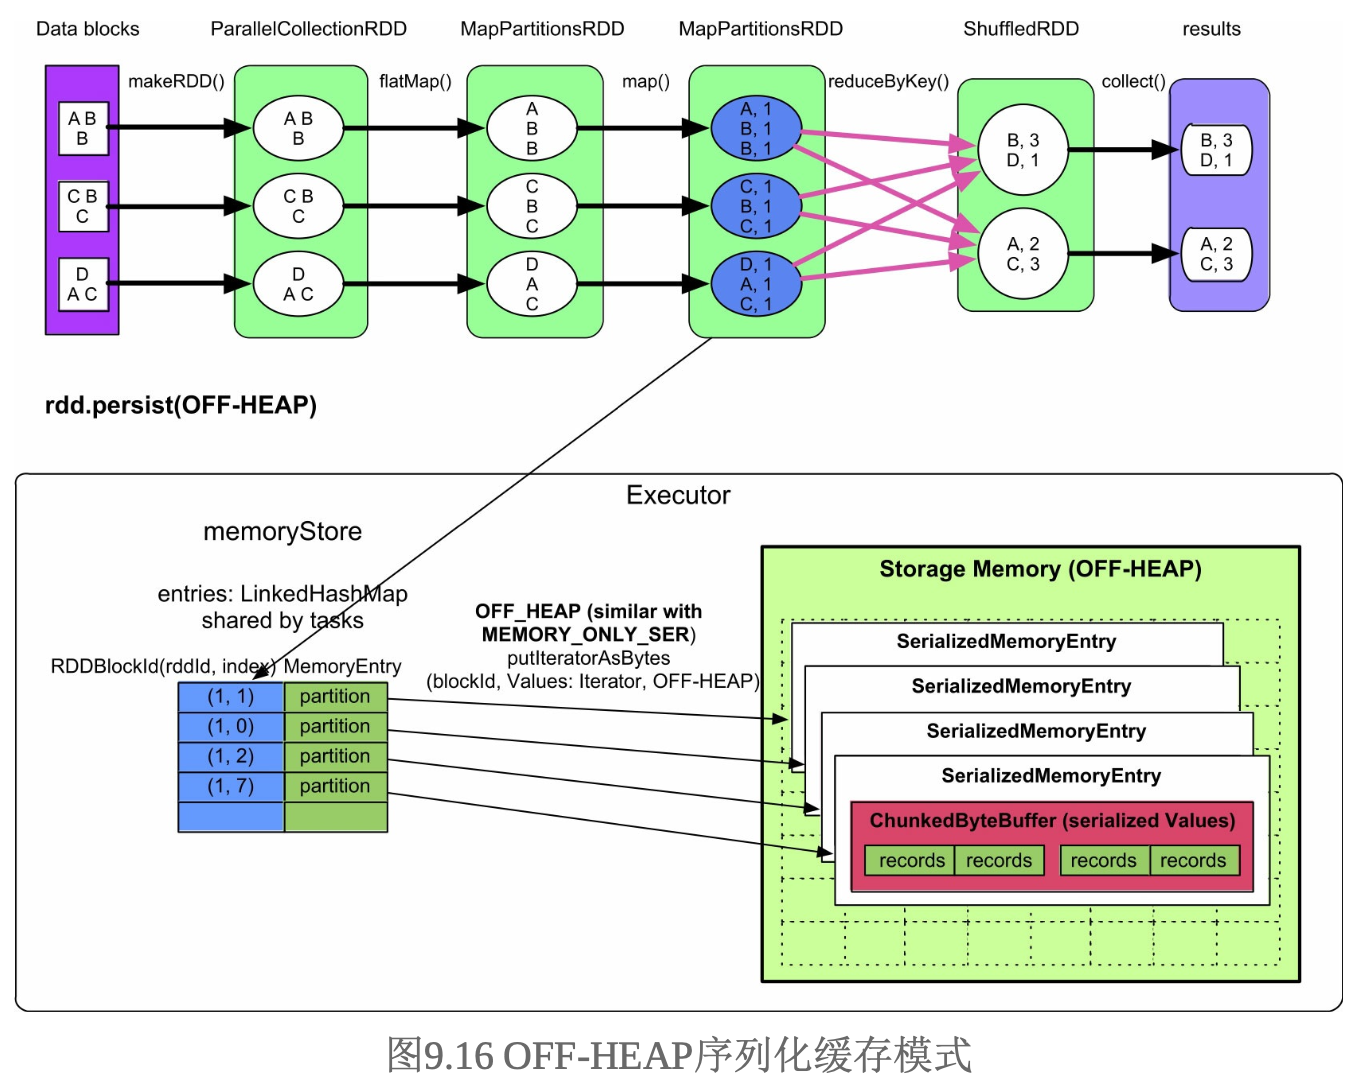 Data blocks
ParallelCollectionRDD
MapPartitionsRDD
MapPartitionsRDD
ShuffledRDD
results
makeRDD()
flatMap()
map()
reduceByKey()
collect()
A B
B
A B
B
A
B
B
A, 1
B, 1
B, 1
B, 3
D, 1
B, 3
D, 1
C B
C
C B
C
C
B
C
C, 1
B, 1
C, 1
D
A C
D
A C
D
A
C
D, 1
A, 1
C, 1
A, 2
C, 3
A, 2
C, 3
rdd.persist(OFF-HEAP)
Executor
memoryStore
entries: LinkedHashMap
shared by tasks
RDDBlockId(rddId, index) MemoryEntry
(1, 1) partition
(1, 0) partition
(1, 2) partition
(1, 7) partition
OFF_HEAP (similar with
MEMORY_ONLY_SER)
putIteratorAsBytes
(blockId, Values: Iterator, OFF-HEAP)
Storage Memory (OFF-HEAP)
SerializedMemoryEntry
SerializedMemoryEntry
SerializedMemoryEntry
SerializedMemoryEntry
ChunkedByteBuffer (serialized Values)
records records records records
图9.16 OFF-HEAP序列化缓存模式